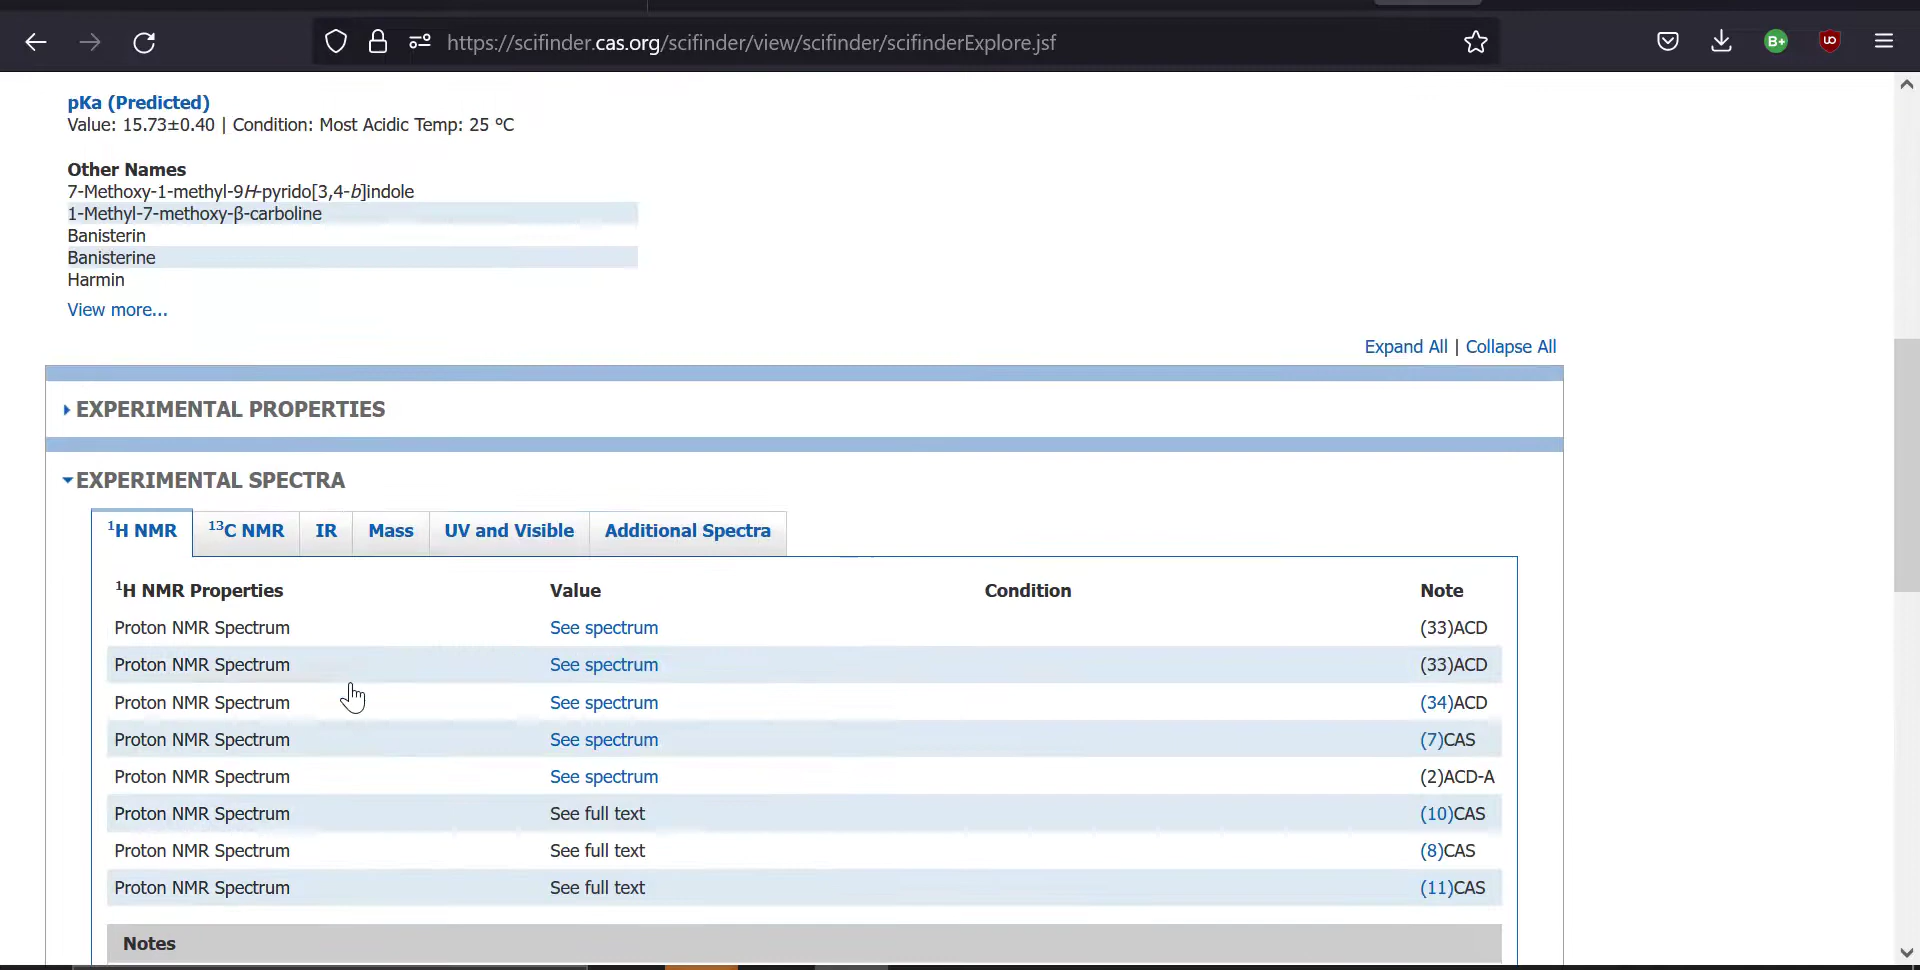 https://scifinder.cas.org/scifinder/view/scifinder/scifinderExplore.jsf
B+
pKa (Predicted)
Value: 15.73±0.40 | Condition: Most Acidic Temp: 25 °C
Other Names
7-Methoxy-1-methyl-9H-pyrido[3,4-b]indole
1-Methyl-7-methoxy-β-carboline
Banisterin
Banisterine
Harmin
View more...
Expand All | Collapse All
EXPERIMENTAL PROPERTIES
EXPERIMENTAL SPECTRA
¹H NMR ¹³C NMR IR Mass UV and Visible Additional Spectra
¹H NMR Properties Value Condition Note
Proton NMR Spectrum See spectrum (33)ACD
Proton NMR Spectrum See spectrum (33)ACD
Proton NMR Spectrum See spectrum (34)ACD
Proton NMR Spectrum See spectrum (7)CAS
Proton NMR Spectrum See spectrum (2)ACD-A
Proton NMR Spectrum See full text (10)CAS
Proton NMR Spectrum See full text (8)CAS
Proton NMR Spectrum See full text (11)CAS
Notes